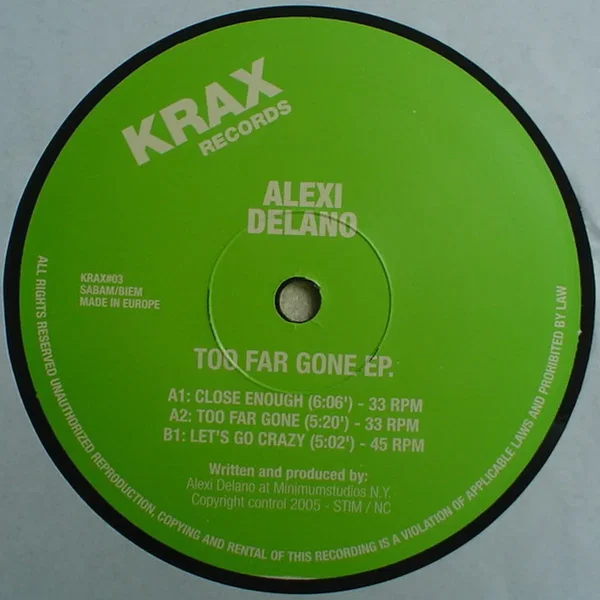 KRAX
RECORDS
ALEXI
DELANO
KRAX#03
SABAM/BIEM
MADE IN EUROPE
TOO FAR GONE EP.
A1: CLOSE ENOUGH (6:06') - 33 RPM
A2: TOO FAR GONE (5:20') - 33 RPM
B1: LET'S GO CRAZY (5:02') - 45 RPM
Written and produced by:
Alexi Delano at Minimumstudios N.Y.
Copyright control 2005 - STIM / NC
ALL RIGHTS RESERVED UNAUTHORIZED REPRODUCTION, COPYING AND RENTAL OF THIS RECORDING IS A VIOLATION OF APPLICABLE LAWS AND PROHIBITED BY LAW